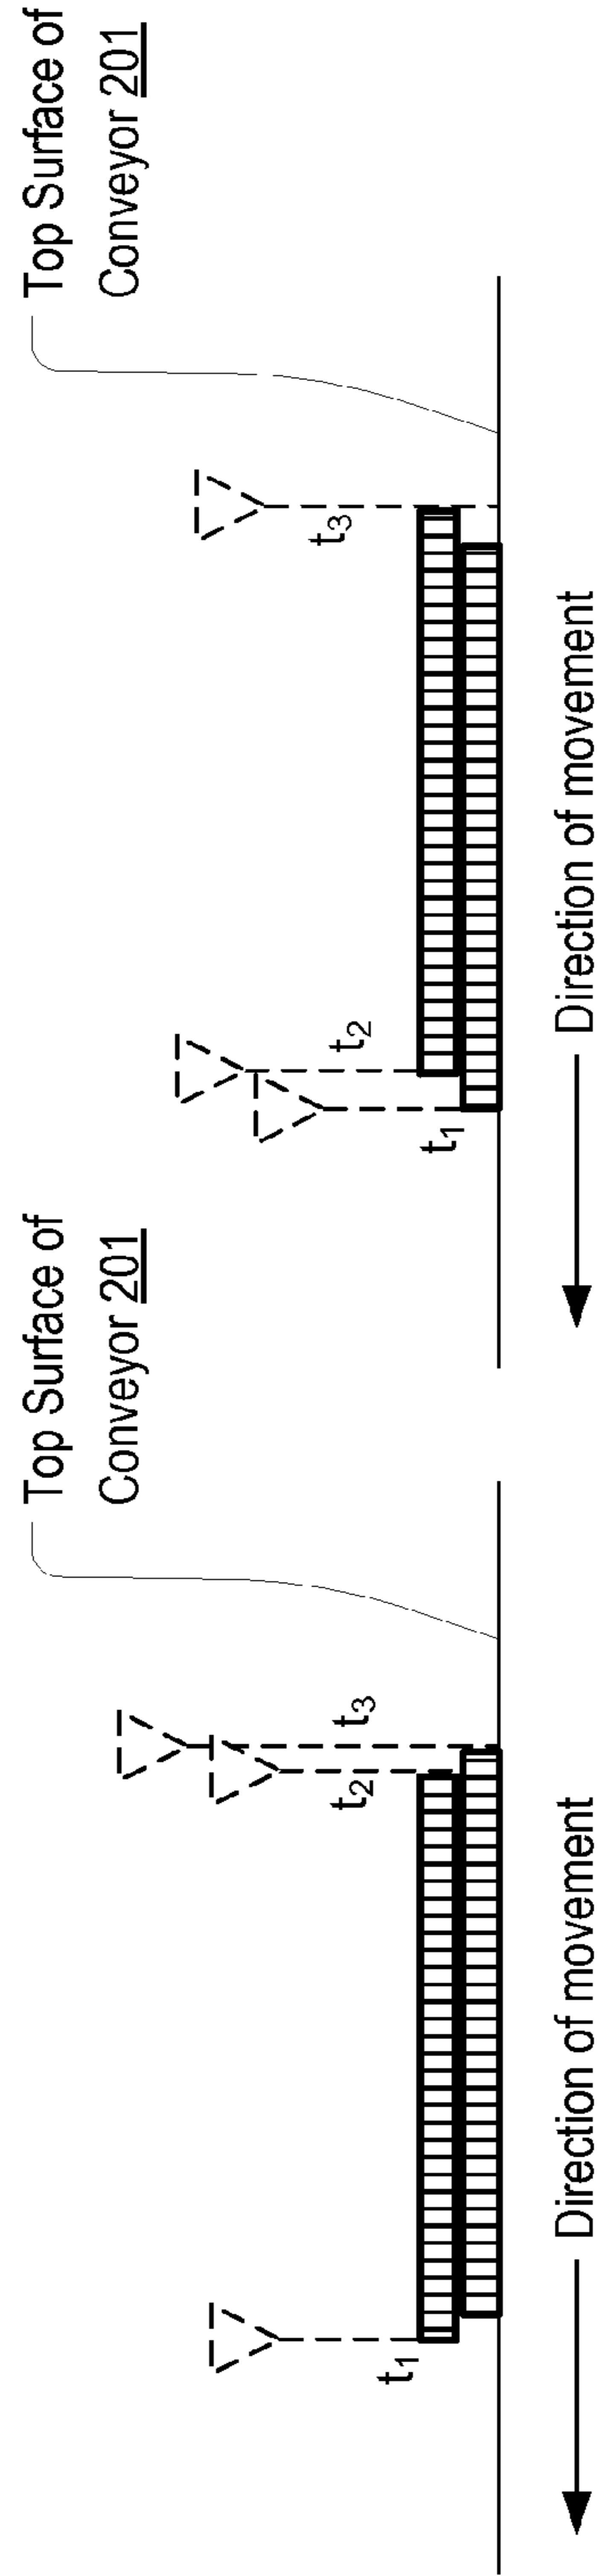 Top Surface of
Conveyor 201
t₁
t₂
t₃
Direction of movement
Top Surface of
Conveyor 201
t₁
t₂
t₃
Direction of movement